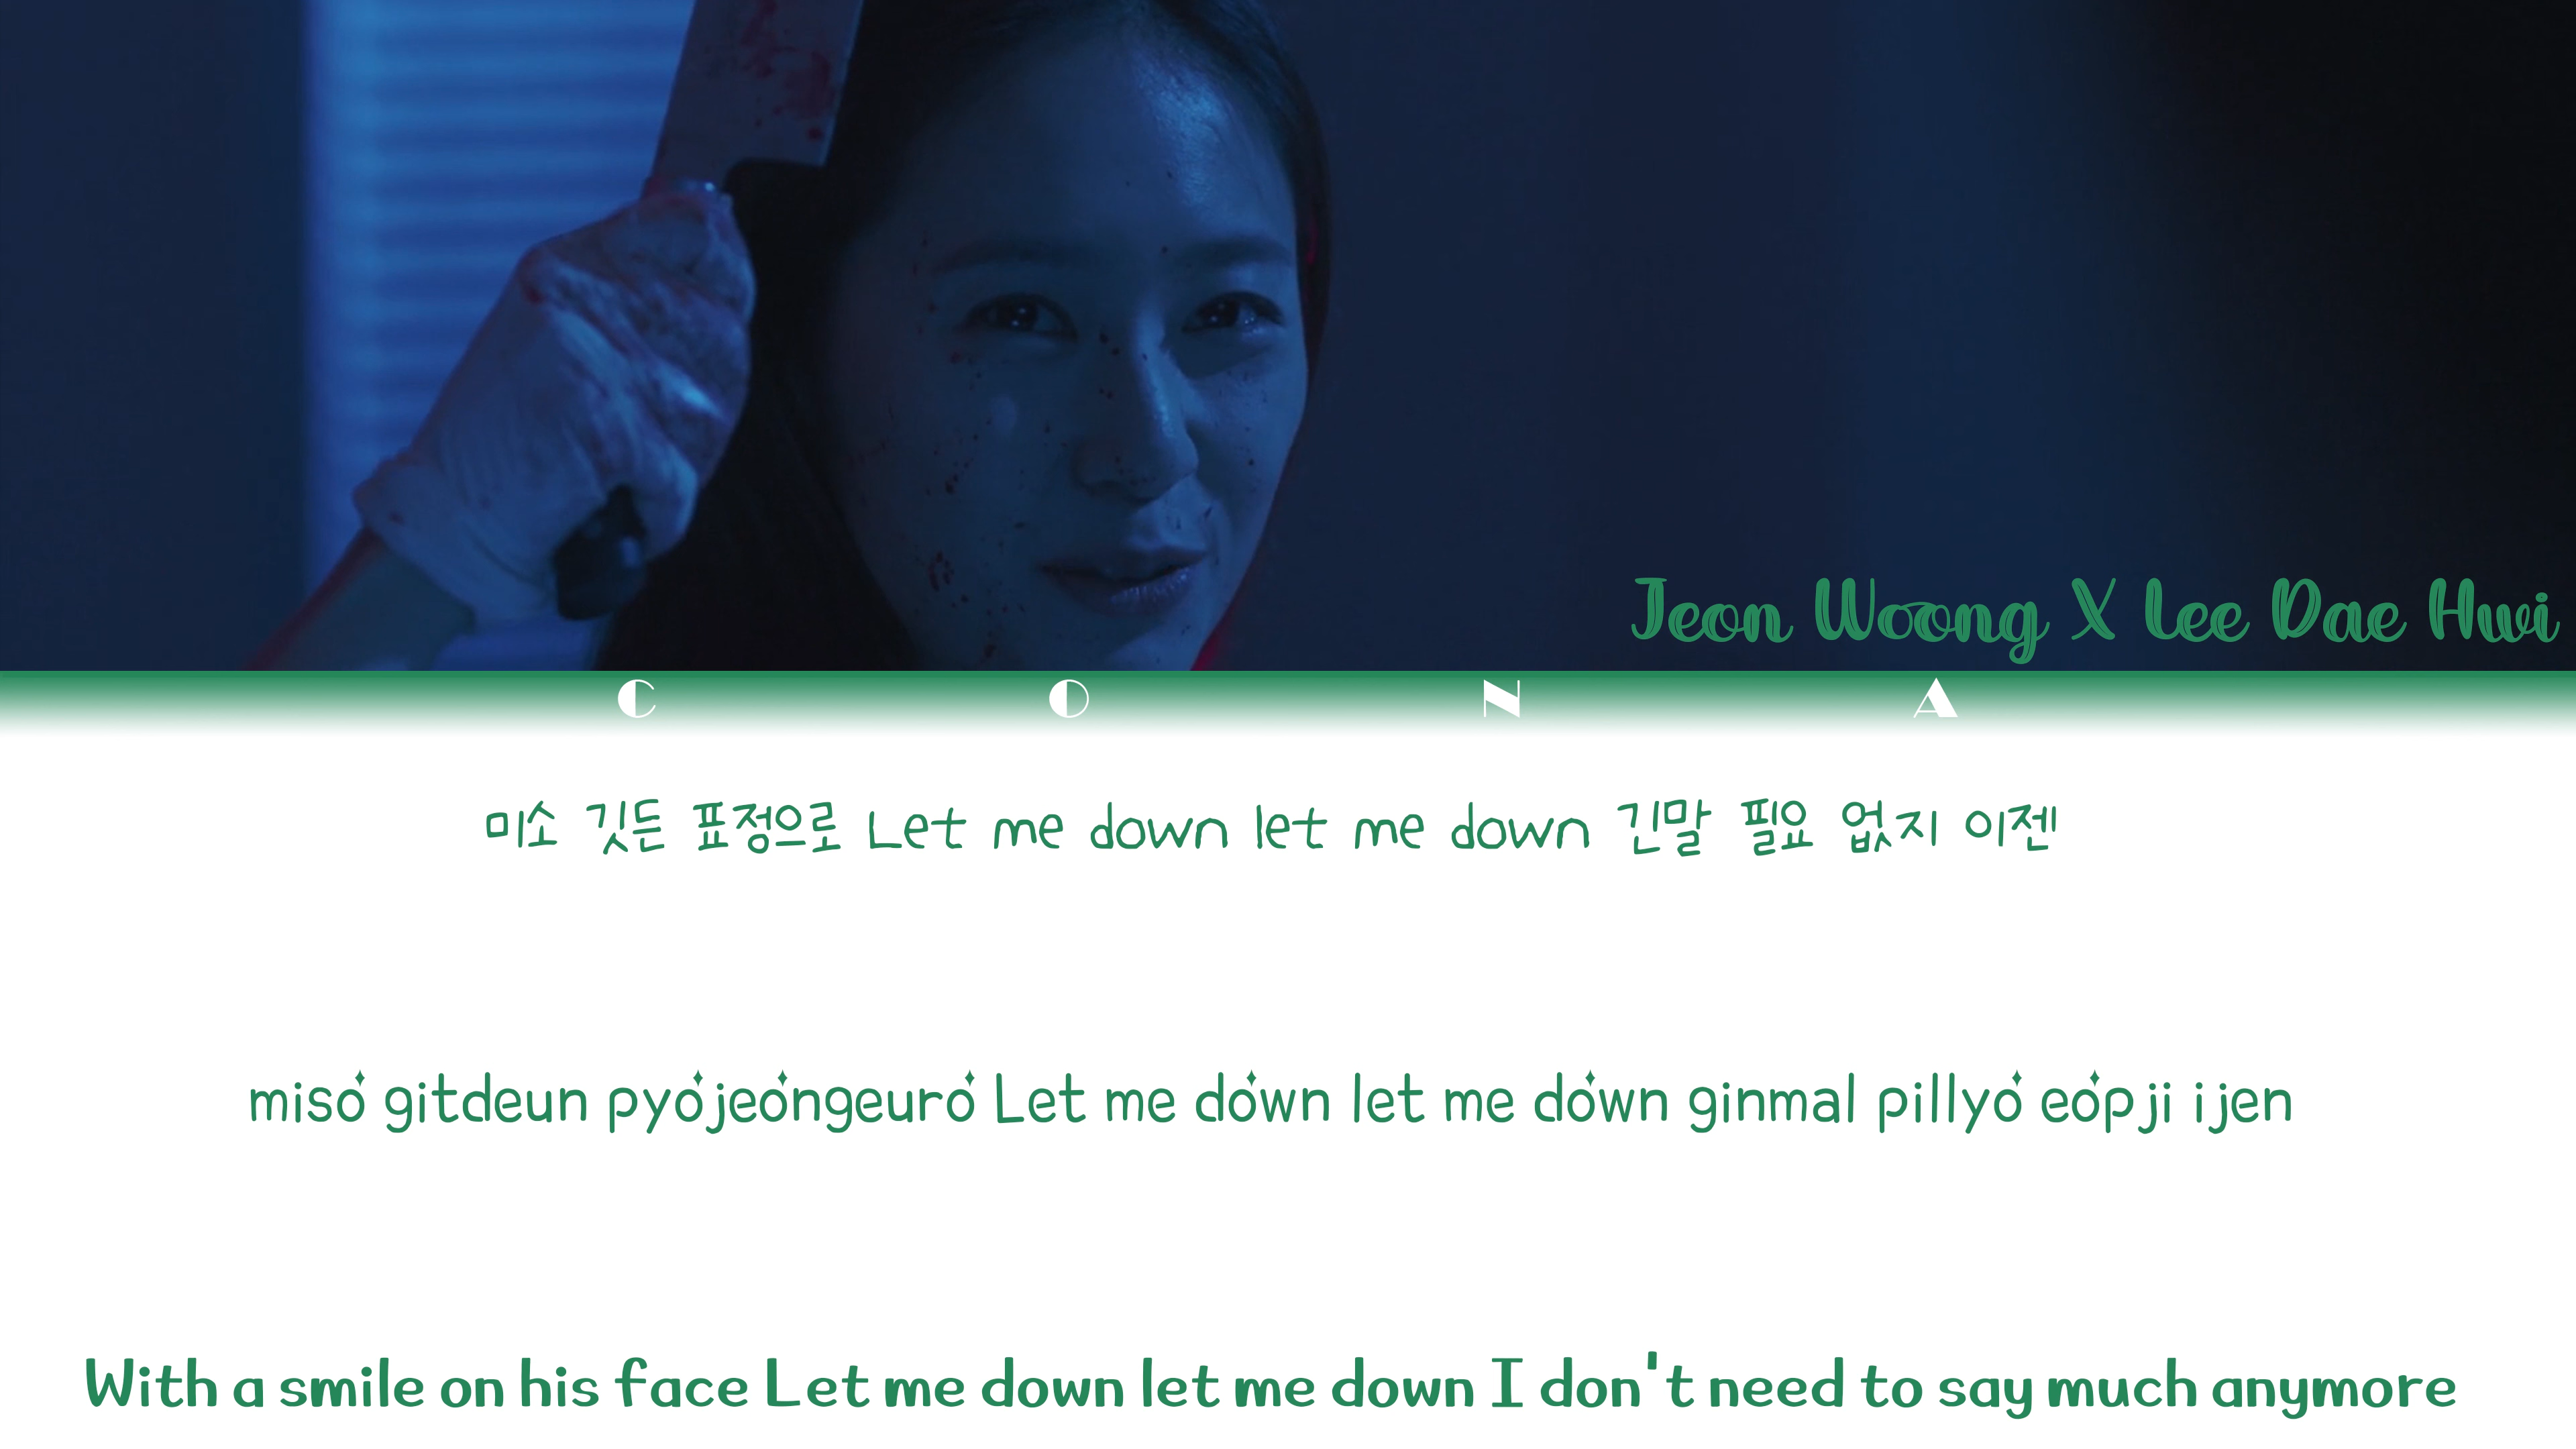 Jeon Woong X Lee Dae Hwi
C O N A
미소 깃든 표정으로 Let me down let me down 긴말 필요 없지 이젠
miso gitdeun pyojeongeuro Let me down let me down ginmal pillyo eopji ijen
With a smile on his face Let me down let me down I don't need to say much anymore